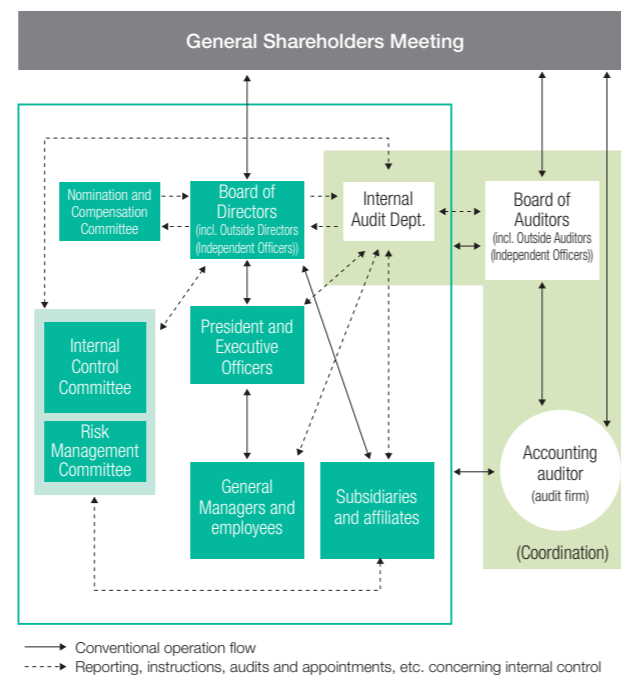 General Shareholders Meeting
Nomination and
Compensation
Committee
Board of
Directors
(incl. Outside Directors
(Independent Officers))
Internal
Audit Dept.
Board of
Auditors
(incl. Outside Auditors
(Independent Officers))
Internal
Control
Committee
Risk
Management
Committee
President and
Executive
Officers
General
Managers and
employees
Subsidiaries
and affiliates
Accounting
auditor
(audit firm)
(Coordination)
Conventional operation flow
Reporting, instructions, audits and appointments, etc. concerning internal control